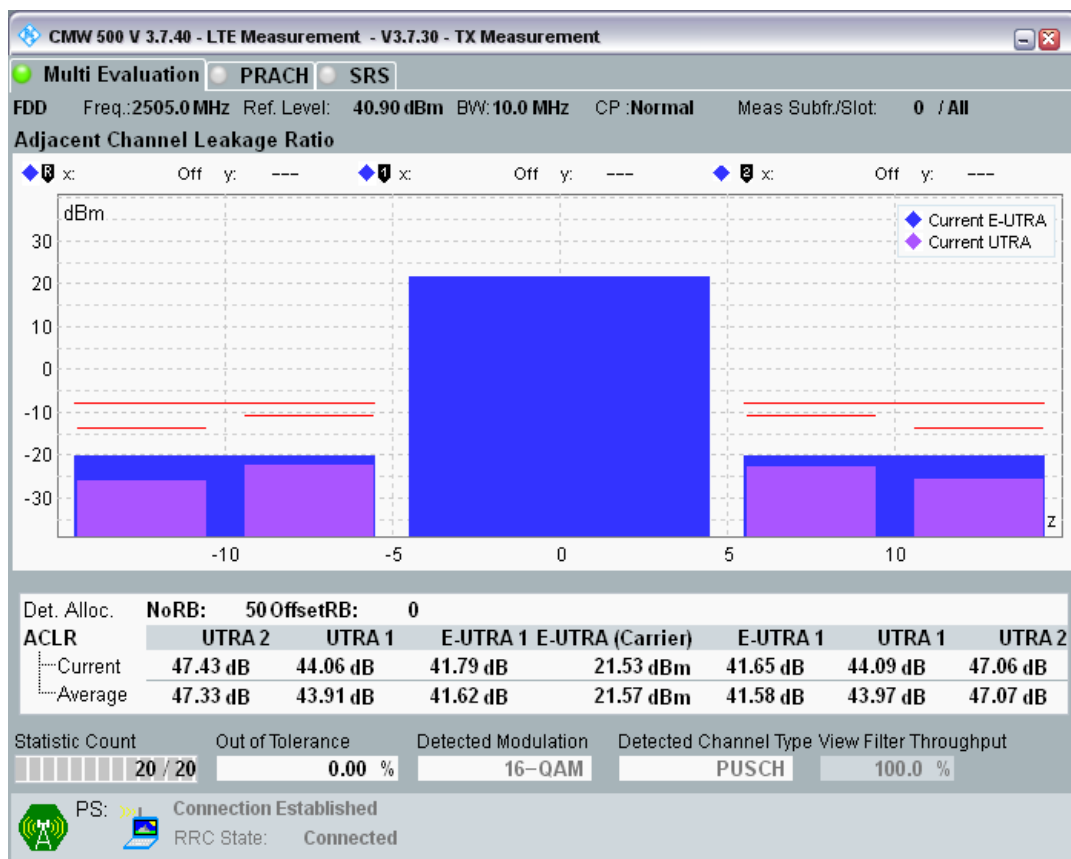 CMW 500 V 3.7.40 - LTE Measurement - V3.7.30 - TX Measurement
Multi Evaluation PRACH SRS
FDD Freq.:2505.0 MHz Ref. Level: 40.90 dBm BW: 10.0 MHz CP :Normal Meas Subfr./Slot: 0 / All
Adjacent Channel Leakage Ratio
R x: Off y: --- 1 x: Off y: --- 2 x: Off y: ---
dBm
Current E-UTRA
Current UTRA
30
20
10
0
-10
-20
-30
z
-10 -5 0 5 10
Det. Alloc. NoRB: 50 OffsetRB: 0
ACLR UTRA 2 UTRA 1 E-UTRA 1 E-UTRA (Carrier) E-UTRA 1 UTRA 1 UTRA 2
Current 47.43 dB 44.06 dB 41.79 dB 21.53 dBm 41.65 dB 44.09 dB 47.06 dB
Average 47.33 dB 43.91 dB 41.62 dB 21.57 dBm 41.58 dB 43.97 dB 47.07 dB
Statistic Count Out of Tolerance Detected Modulation Detected Channel Type View Filter Throughput
20 / 20 0.00 % 16-QAM PUSCH 100.0 %
PS: Connection Established
RRC State: Connected